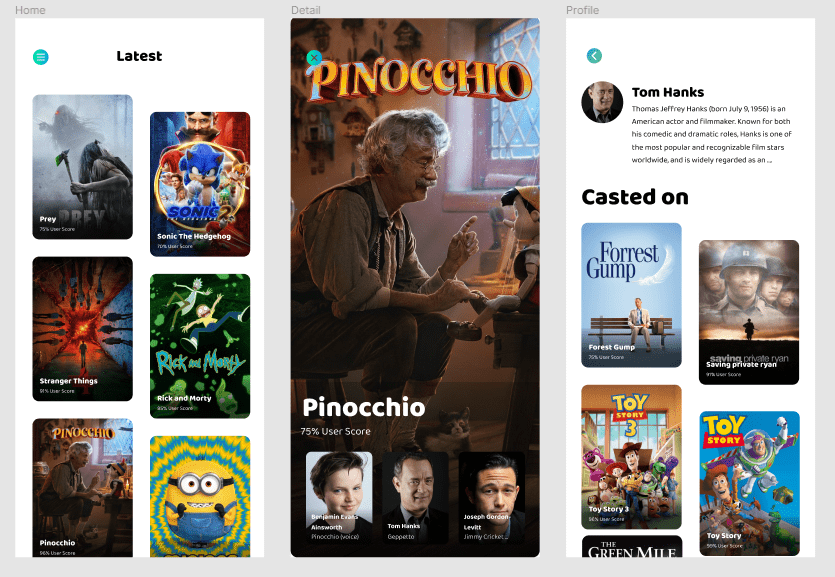 Home
Latest
PREY
Prey
75% User Score
SONIC
THE HEDGEHOG
Sonic The Hedgehog
70% User Score
Stranger Things
91% User Score
Rick and Morty
Rick and Morty
85% User Score
PINOCCHIO
Pinocchio
96% User Score
Detail
PINOCCHIO
Pinocchio
75% User Score
Benjamin Evans
Ainsworth
Pinocchio (voice)
Tom Hanks
Geppetto
Joseph Gordon-
Levitt
Jimmy Cricket...
Profile
Tom Hanks
Thomas Jeffrey Hanks (born July 9, 1956) is an
American actor and filmmaker. Known for both
his comedic and dramatic roles, Hanks is one of
the most popular and recognizable film stars
worldwide, and is widely regarded as an ...
Casted on
Forrest
Gump
Forest Gump
75% User Score
saving private ryan
Saving private ryan
91% User Score
TOY
STORY
3
Toy Story 3
96% User Score
TOY
STORY
Toy Story
THE
GREEN MILE